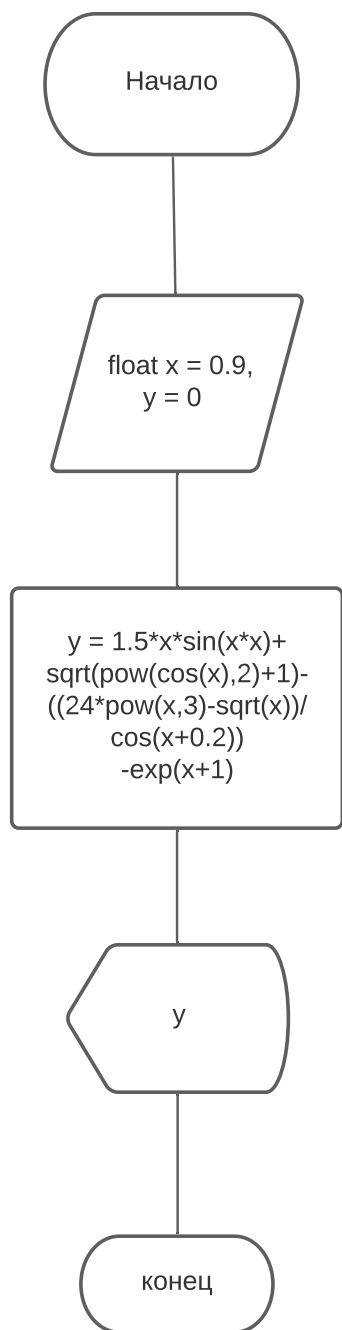 Начало
float x = 0.9,
y = 0
y = 1.5*x*sin(x*x)+
sqrt(pow(cos(x),2)+1)-
((24*pow(x,3)-sqrt(x))/
cos(x+0.2))
-exp(x+1)
y
конец